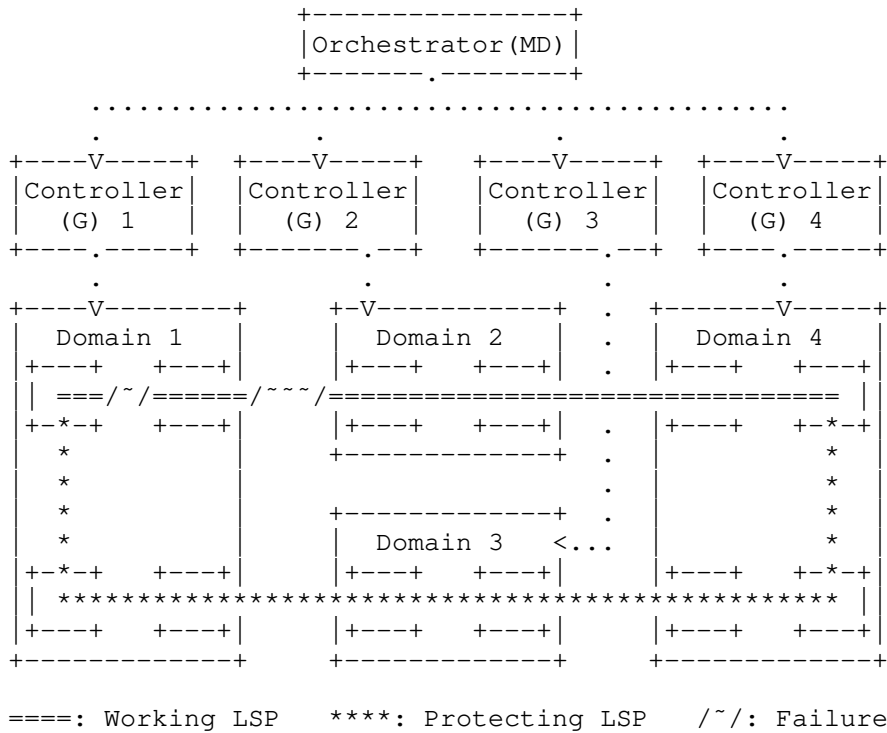 Orchestrator(MD)
Controller Controller Controller Controller
(G) 1 (G) 2 (G) 3 (G) 4
Domain 1 Domain 2 Domain 4
Domain 3
====: Working LSP ****: Protecting LSP /~/: Failure